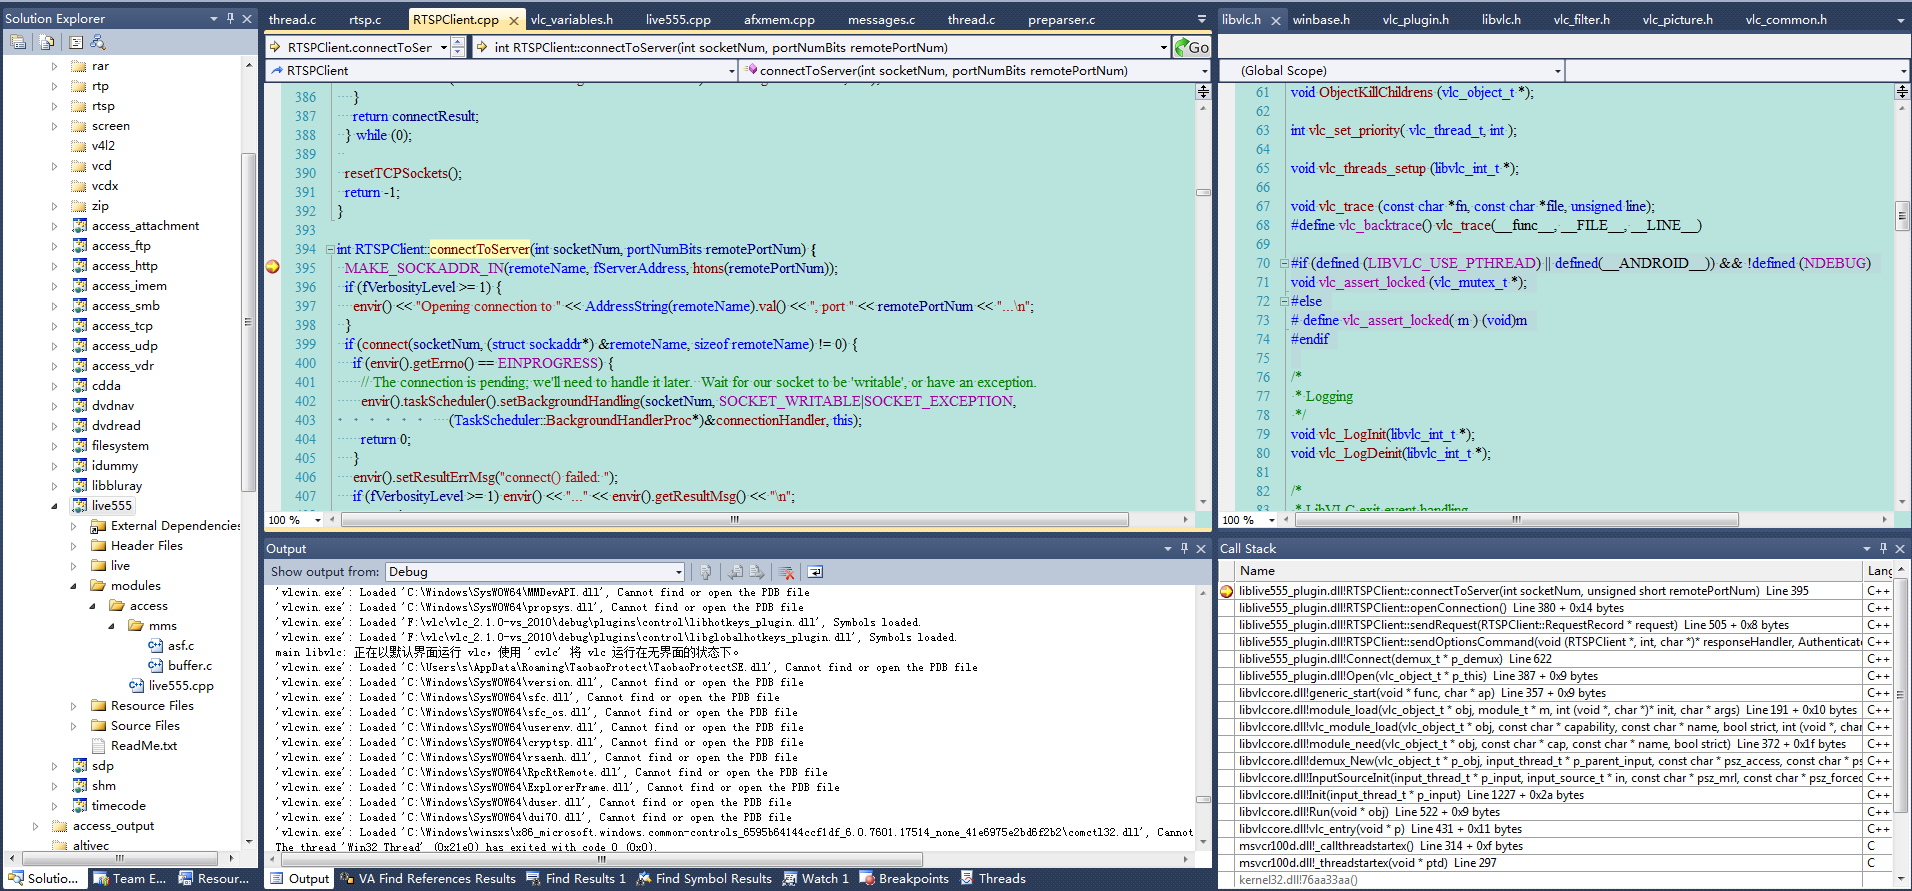 Solution Explorer
rar
rtp
rtsp
screen
v4l2
vcd
vcdx
zip
access_attachment
access_ftp
access_http
access_imem
access_smb
access_tcp
access_udp
access_vdr
cdda
dvdnav
dvdread
filesystem
idummy
libbluray
live555
External Dependencies
Header Files
live
modules
access
mms
asf.c
buffer.c
live555.cpp
Resource Files
Source Files
ReadMe.txt
sdp
shm
timecode
access_output
altivec
Solutio... Team E... Resour...
thread.c rtsp.c RTSPClient.cpp vlc_variables.h live555.cpp afxmem.cpp messages.c thread.c preparser.c
RTSPClient.connectToSer int RTSPClient::connectToServer(int socketNum, portNumBits remotePortNum) Go
RTSPClient connectToServer(int socketNum, portNumBits remotePortNum)
386 }
387 return connectResult;
388 } while (0);
389
390 resetTCPSockets();
391 return -1;
392 }
393
394 int RTSPClient::connectToServer(int socketNum, portNumBits remotePortNum) {
395 MAKE_SOCKADDR_IN(remoteName, fServerAddress, htons(remotePortNum));
396 if (fVerbosityLevel >= 1) {
397 envir() << "Opening connection to " << AddressString(remoteName).val() << ", port " << remotePortNum << "...\n";
398 }
399 if (connect(socketNum, (struct sockaddr*) &remoteName, sizeof remoteName) != 0) {
400 if (envir().getErrno() == EINPROGRESS) {
401 // The connection is pending; we'll need to handle it later. Wait for our socket to be 'writable', or have an exception.
402 envir().taskScheduler().setBackgroundHandling(socketNum, SOCKET_WRITABLE|SOCKET_EXCEPTION,
403 (TaskScheduler::BackgroundHandlerProc*)&connectionHandler, this);
404 return 0;
405 }
406 envir().setResultErrMsg("connect() failed: ");
407 if (fVerbosityLevel >= 1) envir() << "..." << envir().getResultMsg() << "\n";
100 %
libvlc.h winbase.h vlc_plugin.h libvlc.h vlc_filter.h vlc_picture.h vlc_common.h
(Global Scope)
61 void ObjectKillChildrens (vlc_object_t *);
62
63 int vlc_set_priority( vlc_thread_t, int );
64
65 void vlc_threads_setup (libvlc_int_t *);
66
67 void vlc_trace (const char *fn, const char *file, unsigned line);
68 #define vlc_backtrace() vlc_trace(__func__, __FILE__, __LINE__)
69
70 #if (defined (LIBVLC_USE_PTHREAD) || defined(__ANDROID__)) && !defined (NDEBUG)
71 void vlc_assert_locked (vlc_mutex_t *);
72 #else
73 # define vlc_assert_locked( m ) (void)m
74 #endif
75
76 /*
77 * Logging
78 */
79 void vlc_LogInit(libvlc_int_t *);
80 void vlc_LogDeinit(libvlc_int_t *);
81
82 /*
83 * LibVLC exit event handling
100 %
Output
Show output from: Debug
'vlcwin.exe': Loaded 'C:\Windows\SysWOW64\MMDevAPI.dll', Cannot find or open the PDB file
'vlcwin.exe': Loaded 'C:\Windows\SysWOW64\propsys.dll', Cannot find or open the PDB file
'vlcwin.exe': Loaded 'F:\vlc\vlc_2.1.0-vs_2010\debug\plugins\control\libhotkeys_plugin.dll', Symbols loaded.
'vlcwin.exe': Loaded 'F:\vlc\vlc_2.1.0-vs_2010\debug\plugins\control\libglobalhotkeys_plugin.dll', Symbols loaded.
main libvlc: 正在以默认界面运行 vlc，使用 'cvlc' 将 vlc 运行在无界面的状态下。
'vlcwin.exe': Loaded 'C:\Users\s\AppData\Roaming\TaobaoProtect\TaobaoProtectSE.dll', Cannot find or open the PDB file
'vlcwin.exe': Loaded 'C:\Windows\SysWOW64\version.dll', Cannot find or open the PDB file
'vlcwin.exe': Loaded 'C:\Windows\SysWOW64\sfc.dll', Cannot find or open the PDB file
'vlcwin.exe': Loaded 'C:\Windows\SysWOW64\sfc_os.dll', Cannot find or open the PDB file
'vlcwin.exe': Loaded 'C:\Windows\SysWOW64\userenv.dll', Cannot find or open the PDB file
'vlcwin.exe': Loaded 'C:\Windows\SysWOW64\cryptsp.dll', Cannot find or open the PDB file
'vlcwin.exe': Loaded 'C:\Windows\SysWOW64\rsaenh.dll', Cannot find or open the PDB file
'vlcwin.exe': Loaded 'C:\Windows\SysWOW64\RpcRtRemote.dll', Cannot find or open the PDB file
'vlcwin.exe': Loaded 'C:\Windows\SysWOW64\ExplorerFrame.dll', Cannot find or open the PDB file
'vlcwin.exe': Loaded 'C:\Windows\SysWOW64\duser.dll', Cannot find or open the PDB file
'vlcwin.exe': Loaded 'C:\Windows\SysWOW64\dui70.dll', Cannot find or open the PDB file
'vlcwin.exe': Loaded 'C:\Windows\winsxs\x86_microsoft.windows.common-controls_6595b64144ccf1df_6.0.7601.17514_none_41e6975e2bd6f2b2\comctl32.dll', Cannot
The thread 'Win32 Thread' (0x21e0) has exited with code 0 (0x0).
Output VA Find References Results Find Results 1 Find Symbol Results Watch 1 Breakpoints Threads
Call Stack
Name Lang
liblive555_plugin.dll!RTSPClient::connectToServer(int socketNum, unsigned short remotePortNum) Line 395 C++
liblive555_plugin.dll!RTSPClient::openConnection() Line 380 + 0x14 bytes C++
liblive555_plugin.dll!RTSPClient::sendRequest(RTSPClient::RequestRecord * request) Line 505 + 0x8 bytes C++
liblive555_plugin.dll!RTSPClient::sendOptionsCommand(void (RTSPClient *, int, char *)* responseHandler, Authenticato C++
liblive555_plugin.dll!Connect(demux_t * p_demux) Line 622 C++
liblive555_plugin.dll!Open(vlc_object_t * p_this) Line 387 + 0x9 bytes C++
libvlccore.dll!generic_start(void * func, char * ap) Line 357 + 0x9 bytes C++
libvlccore.dll!module_load(vlc_object_t * obj, module_t * m, int (void *, char *)* init, char * args) Line 191 + 0x10 bytes C++
libvlccore.dll!vlc_module_load(vlc_object_t * obj, const char * capability, const char * name, bool strict, int (void *, char C++
libvlccore.dll!module_need(vlc_object_t * obj, const char * cap, const char * name, bool strict) Line 372 + 0x1f bytes C++
libvlccore.dll!demux_New(vlc_object_t * p_obj, input_thread_t * p_parent_input, const char * psz_access, const char * ps C++
libvlccore.dll!InputSourceInit(input_thread_t * p_input, input_source_t * in, const char * psz_mrl, const char * psz_forced C++
libvlccore.dll!Init(input_thread_t * p_input) Line 1227 + 0x2a bytes C++
libvlccore.dll!Run(void * obj) Line 522 + 0x9 bytes C++
libvlccore.dll!vlc_entry(void * p) Line 431 + 0x11 bytes C++
msvcr100d.dll!_callthreadstartex() Line 314 + 0xf bytes C
msvcr100d.dll!_threadstartex(void * ptd) Line 297 C
kernel32.dll!76aa33aa()